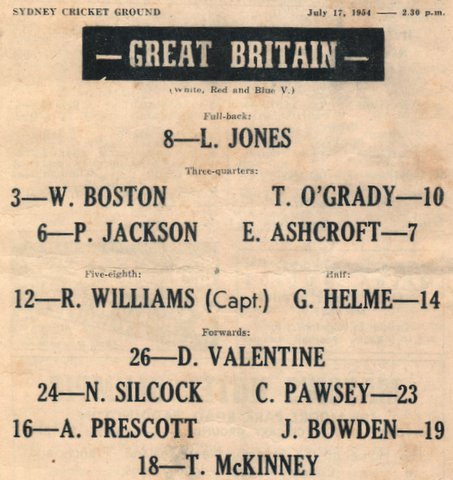 SYDNEY CRICKET GROUND July 17, 1954 — 2.30 p.m.
— GREAT BRITAIN —
(White, Red and Blue V.)
Full-back:
8—L. JONES
Three-quarters:
3—W. BOSTON T. O'GRADY—10
6—P. JACKSON E. ASHCROFT—7
Five-eighth: Half:
12—R. WILLIAMS (Capt.) G. HELME—14
Forwards:
26—D. VALENTINE
24—N. SILCOCK C. PAWSEY—23
16—A. PRESCOTT J. BOWDEN—19
18—T. McKINNEY